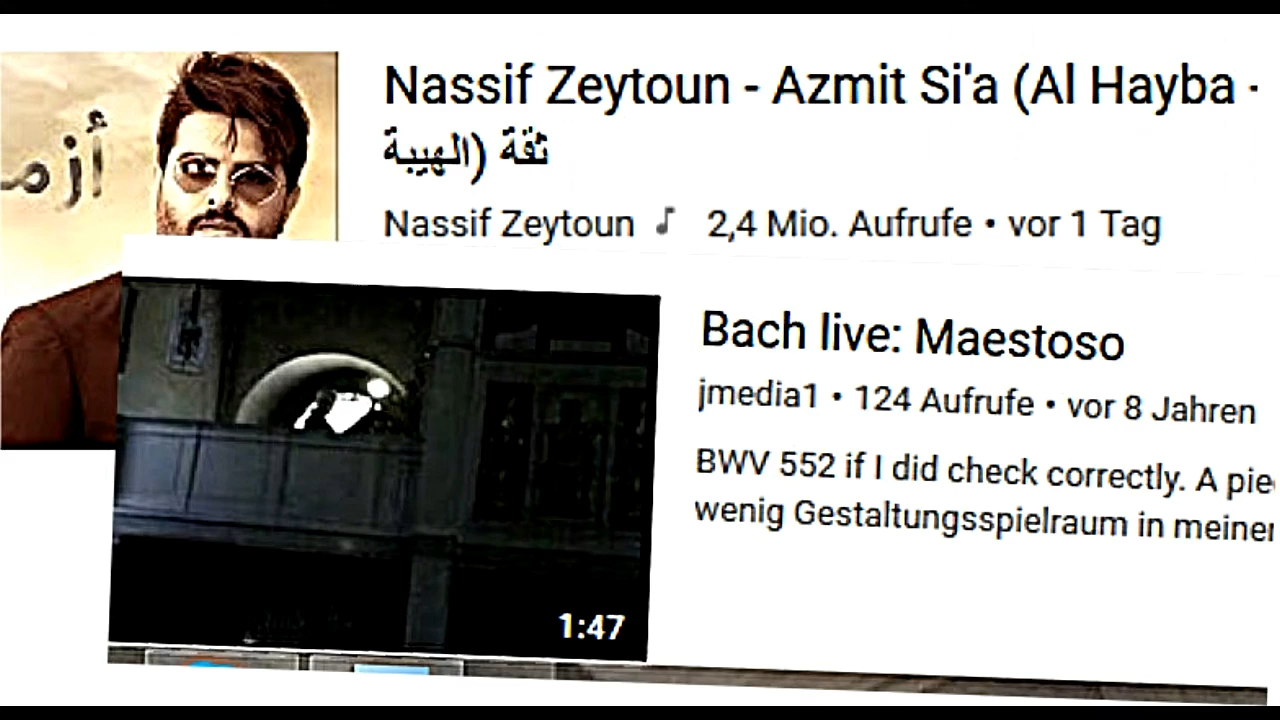 Nassif Zeytoun - Azmit Si'a (Al Hayba ·
ثقة (الهيبة
أزم
Nassif Zeytoun 2,4 Mio. Aufrufe • vor 1 Tag
Bach live: Maestoso
jmedia1 • 124 Aufrufe • vor 8 Jahren
BWV 552 if I did check correctly. A pie
wenig Gestaltungsspielraum in meiner
1:47